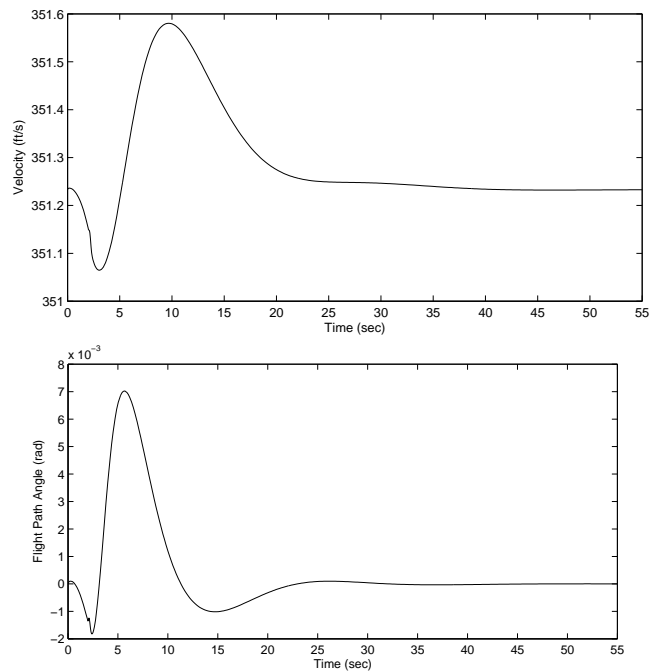 351.6
351.5
351.4
351.3
351.2
351.1
351
Velocity (ft/s)
0 5 10 15 20 25 30 35 40 45 50 55
Time (sec)
x 10⁻³
8
7
6
5
4
3
2
1
0
−1
−2
Flight Path Angle (rad)
0 5 10 15 20 25 30 35 40 45 50 55
Time (sec)